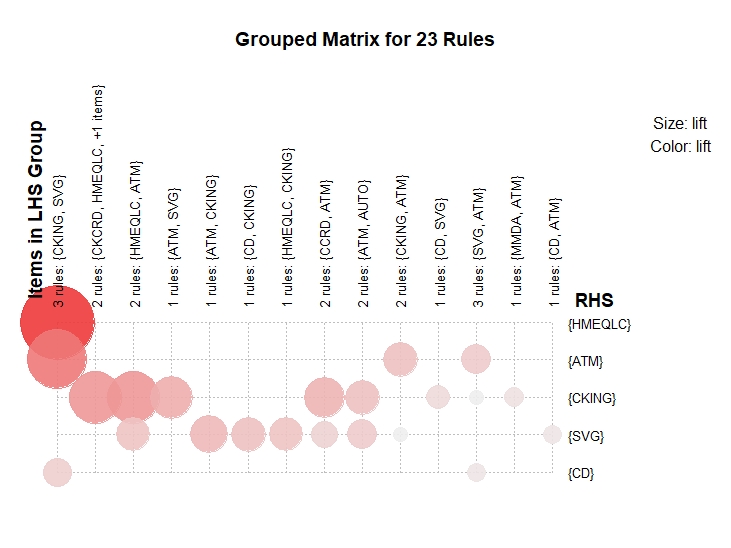 Grouped Matrix for 23 Rules
Size: lift
Color: lift
Items in LHS Group
3 rules: {CKING, SVG}
2 rules: {CKCRD, HMEQLC, +1 items}
2 rules: {HMEQLC, ATM}
1 rules: {ATM, SVG}
1 rules: {ATM, CKING}
1 rules: {CD, CKING}
1 rules: {HMEQLC, CKING}
2 rules: {CCRD, ATM}
2 rules: {ATM, AUTO}
2 rules: {CKING, ATM}
1 rules: {CD, SVG}
3 rules: {SVG, ATM}
1 rules: {MMDA, ATM}
1 rules: {CD, ATM}
RHS
{HMEQLC}
{ATM}
{CKING}
{SVG}
{CD}